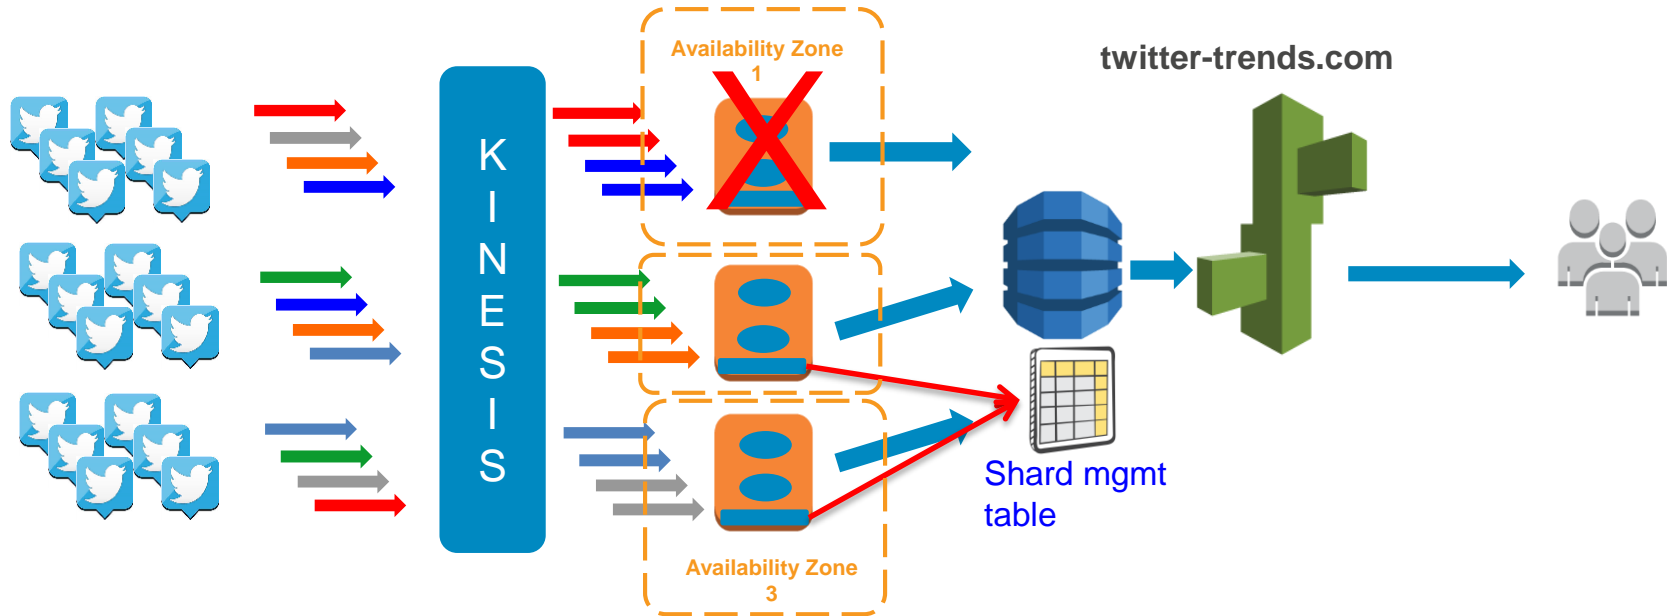 Availability Zone
1
twitter-trends.com
K
I
N
E
S
I
S
Shard mgmt
table
Availability Zone
3